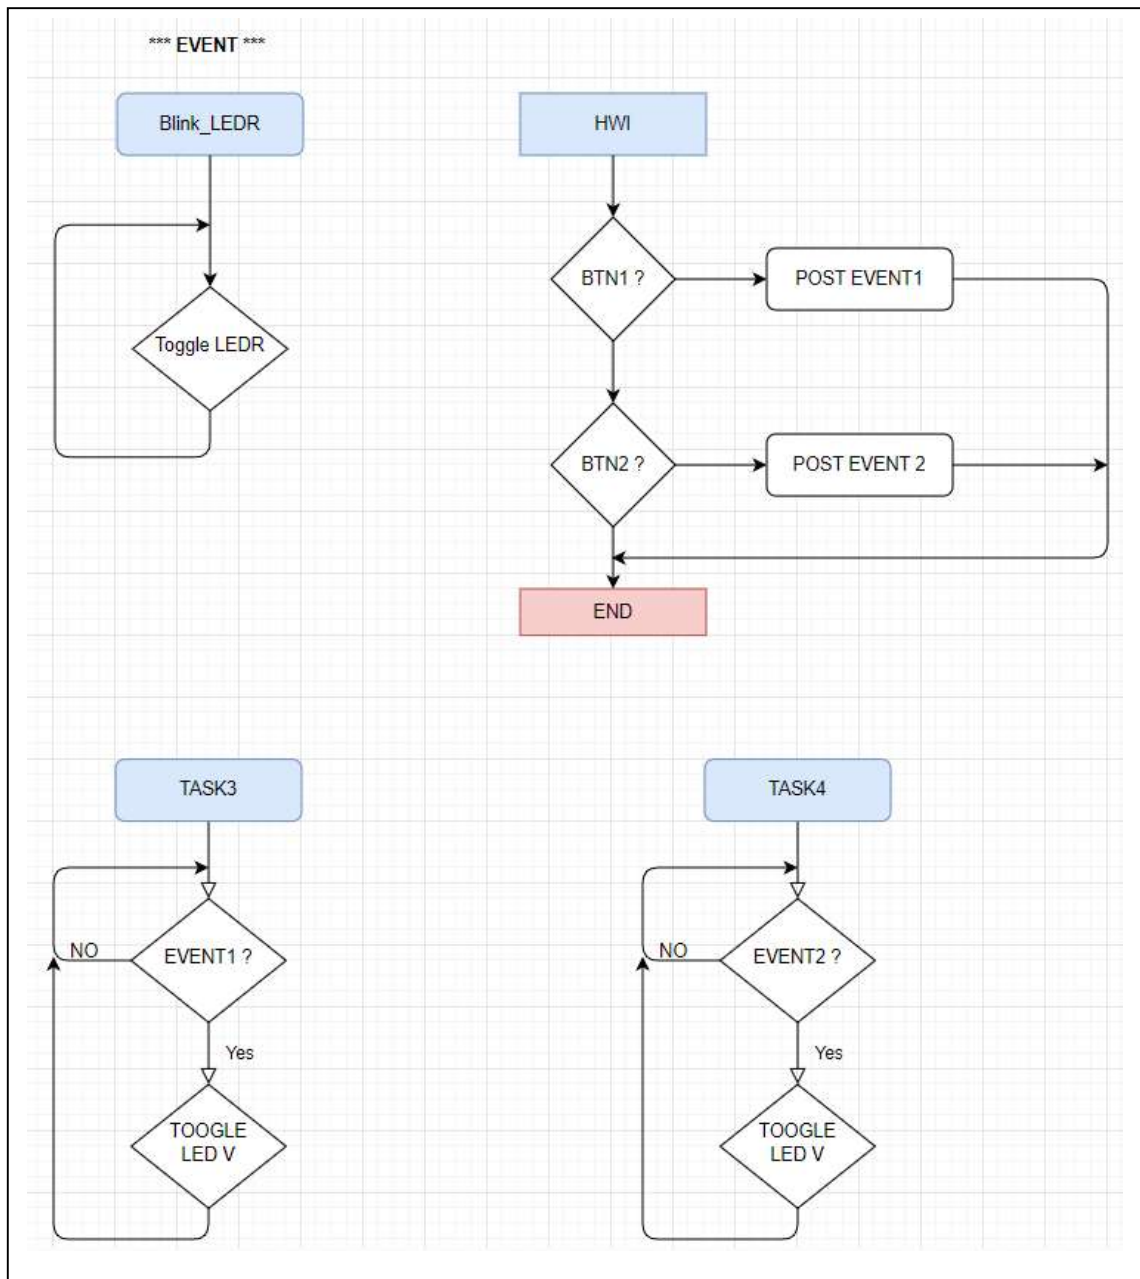 *** EVENT ***
Blink_LEDR
HWI
BTN1 ?
POST EVENT1
Toggle LEDR
BTN2 ?
POST EVENT 2
END
TASK3
TASK4
NO
EVENT1 ?
NO
EVENT2 ?
Yes
Yes
TOOGLE
LED V
TOOGLE
LED V